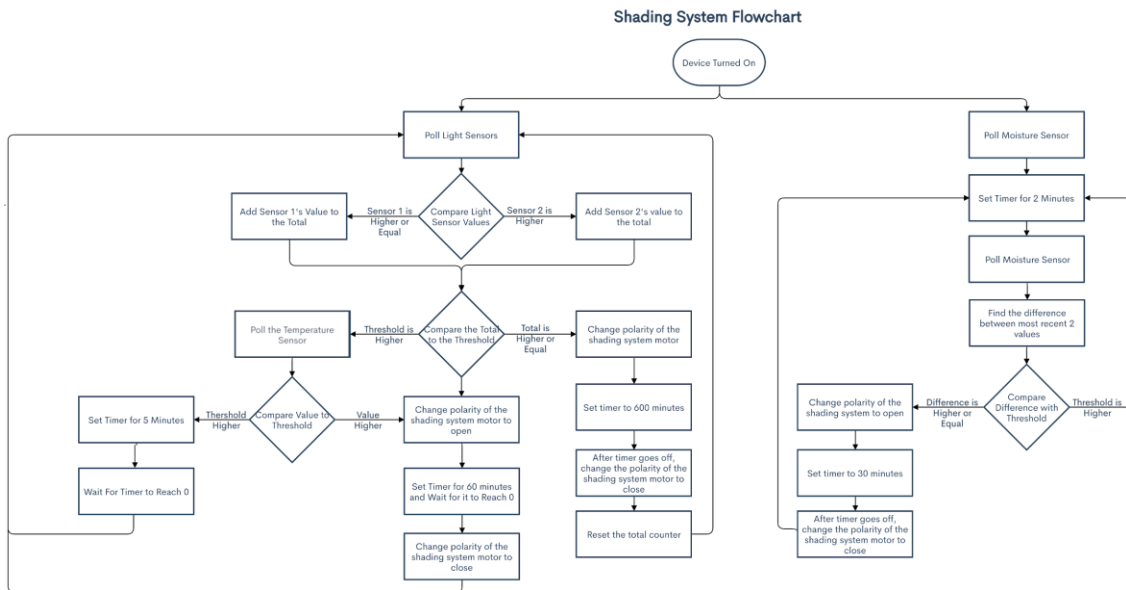 Shading System Flowchart
Device Turned On
Poll Light Sensors
Poll Moisture Sensor
Add Sensor 1's Value to
the Total
Sensor 1 is
Higher or
Equal
Compare Light
Sensor Values
Sensor 2 is
Higher
Add Sensor 2's value to
the total
Set Timer for 2 Minutes
Poll Moisture Sensor
Find the difference
between most recent 2
values
Poll the Temperature
Sensor
Threshold is
Higher
Compare the Total
to the Threshold
Total is
Higher or
Equal
Change polarity of the
shading system motor
Set Timer for 5 Minutes
Thershold
Higher
Compare Value to
Threshold
Value
Higher
Change polarity of the
shading system motor to
open
Set timer to 600 minutes
Change polarity of the
shading system to open
Difference is
Higher or
Equal
Compare
Difference with
Threshold
Threshold is
Higher
Wait For Timer to Reach 0
Set Timer for 60 minutes
and Wait for it to Reach 0
After timer goes off,
change the polarity of the
shading system motor to
close
Set timer to 30 minutes
Change polarity of the
shading system motor to
close
Reset the total counter
After timer goes off,
change the polarity of the
shading system motor to
close